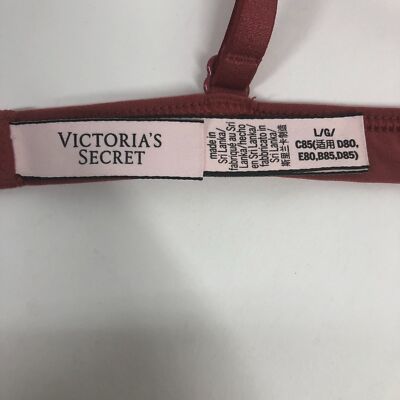 VICTORIA'S
SECRET
made in
Sri Lanka/
fabriqué au Sri
Lanka/hecho
en Sri Lanka/
fabbricato in
Sri Lanka/
斯里兰卡制造
L/G/
C85(适用 D80,
E80,B85,D85)